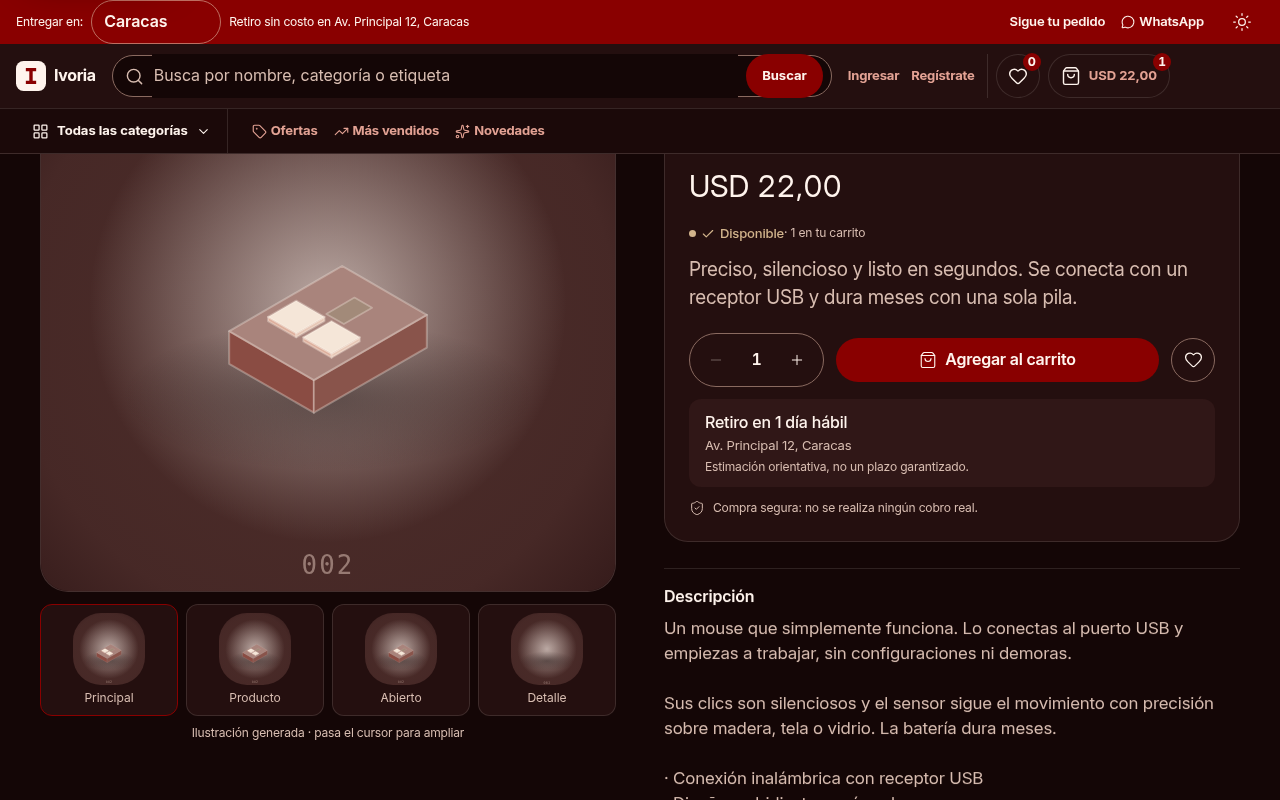 Entregar en:
Caracas
Retiro sin costo en Av. Principal 12, Caracas
Sigue tu pedido
WhatsApp
I
Ivoria
Busca por nombre, categoría o etiqueta
Buscar
Ingresar
Regístrate
0
USD 22,00
1
Todas las categorías
Ofertas
Más vendidos
Novedades
USD 22,00
Disponible · 1 en tu carrito
Preciso, silencioso y listo en segundos. Se conecta con un
receptor USB y dura meses con una sola pila.
1
Agregar al carrito
Retiro en 1 día hábil
Av. Principal 12, Caracas
Estimación orientativa, no un plazo garantizado.
Compra segura: no se realiza ningún cobro real.
002
Principal
Producto
Abierto
Detalle
Ilustración generada · pasa el cursor para ampliar
Descripción
Un mouse que simplemente funciona. Lo conectas al puerto USB y
empiezas a trabajar, sin configuraciones ni demoras.
Sus clics son silenciosos y el sensor sigue el movimiento con precisión
sobre madera, tela o vidrio. La batería dura meses.
· Conexión inalámbrica con receptor USB